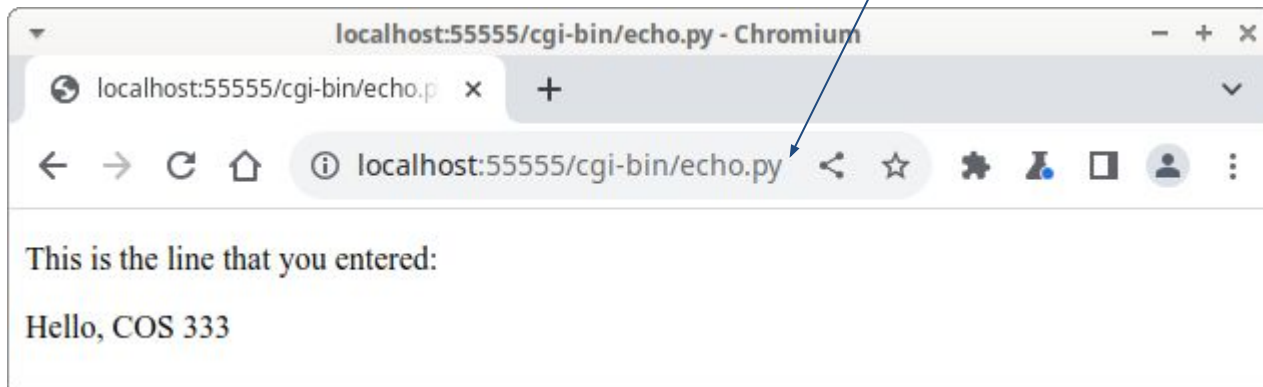 localhost:55555/cgi-bin/echo.py - Chromium
localhost:55555/cgi-bin/echo.p
localhost:55555/cgi-bin/echo.py
This is the line that you entered:
Hello, COS 333